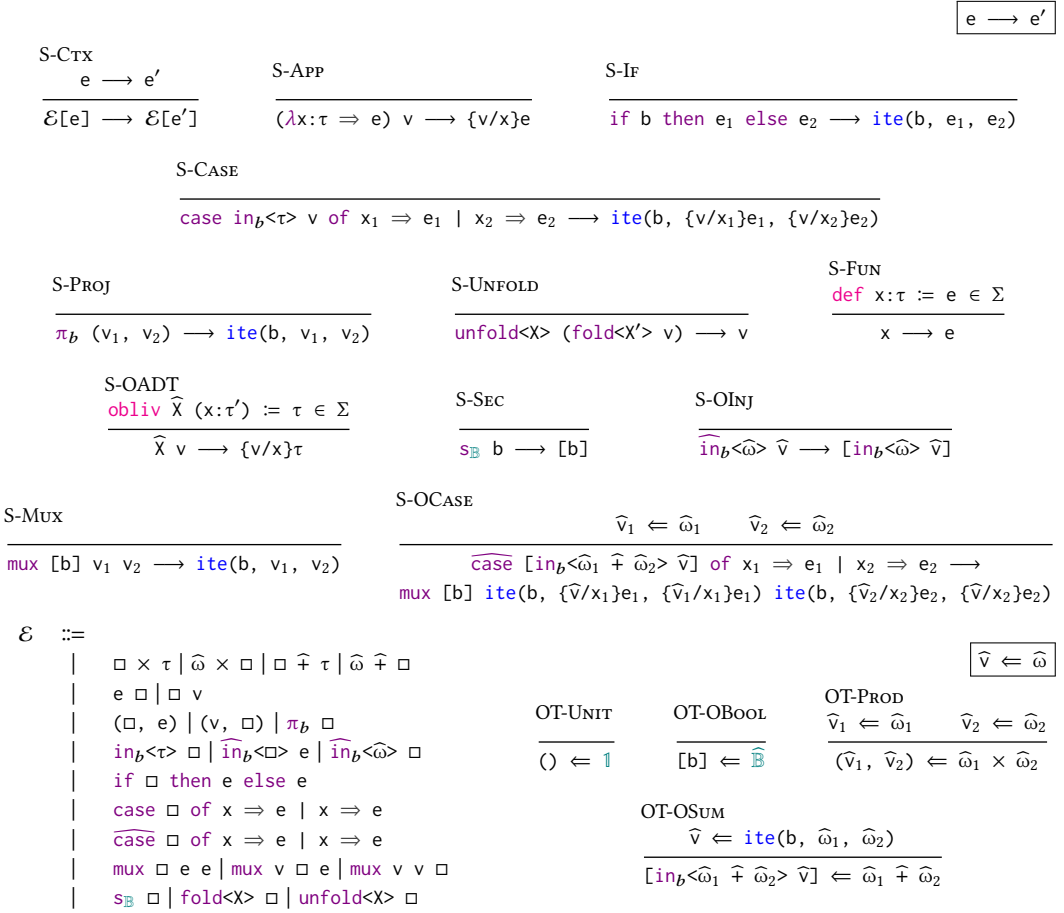 e ⟶ e′
S-Ctx
e ⟶ e′
ℰ[e] ⟶ ℰ[e′]
S-App
(λx:τ ⇒ e) v ⟶ {v/x}e
S-If
if b then e₁ else e₂ ⟶ ite(b, e₁, e₂)
S-Case
case in_b<τ> v of x₁ ⇒ e₁ | x₂ ⇒ e₂ ⟶ ite(b, {v/x₁}e₁, {v/x₂}e₂)
S-Proj
π_b (v₁, v₂) ⟶ ite(b, v₁, v₂)
S-Unfold
unfold<X> (fold<X′> v) ⟶ v
S-Fun
def x:τ ≔ e ∈ Σ
x ⟶ e
S-OADT
obliv X̂ (x:τ′) ≔ τ ∈ Σ
X̂ v ⟶ {v/x}τ
S-Sec
s_𝔹 b ⟶ [b]
S-OInj
în_b<ω̂> v̂ ⟶ [in_b<ω̂> v̂]
S-Mux
mux [b] v₁ v₂ ⟶ ite(b, v₁, v₂)
S-OCase
v̂₁ ⇐ ω̂₁ v̂₂ ⇐ ω̂₂
ĉase [in_b<ω̂₁ +̂ ω̂₂> v̂] of x₁ ⇒ e₁ | x₂ ⇒ e₂ ⟶
mux [b] ite(b, {v̂/x₁}e₁, {v̂₁/x₁}e₁) ite(b, {v̂₂/x₂}e₂, {v̂/x₂}e₂)
ℰ ::=
| □ × τ | ω̂ × □ | □ +̂ τ | ω̂ +̂ □
| e □ | □ v
| (□, e) | (v, □) | π_b □
| in_b<τ> □ | în_b<□> e | în_b<ω̂> □
| if □ then e else e
| case □ of x ⇒ e | x ⇒ e
| ĉase □ of x ⇒ e | x ⇒ e
| mux □ e e | mux v □ e | mux v v □
| s_𝔹 □ | fold<X> □ | unfold<X> □
v̂ ⇐ ω̂
OT-Unit
() ⇐ 𝟙
OT-OBool
[b] ⇐ 𝔹̂
OT-Prod
v̂₁ ⇐ ω̂₁ v̂₂ ⇐ ω̂₂
(v̂₁, v̂₂) ⇐ ω̂₁ × ω̂₂
OT-OSum
v̂ ⇐ ite(b, ω̂₁, ω̂₂)
[in_b<ω̂₁ +̂ ω̂₂> v̂] ⇐ ω̂₁ +̂ ω̂₂